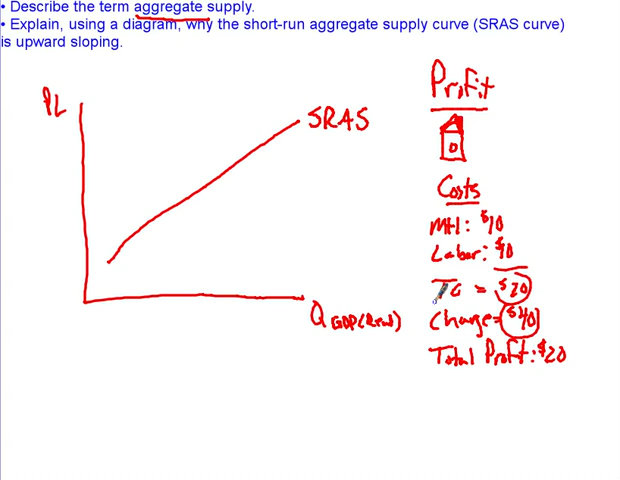 • Describe the term aggregate supply.
• Explain, using a diagram, why the short-run aggregate supply curve (SRAS curve)
is upward sloping.
PL
SRAS
Q GDP (Real)
Profit
Costs
Mtl: $10
Labor: $10
TC = $20
Charge = $40
Total Profit: $20